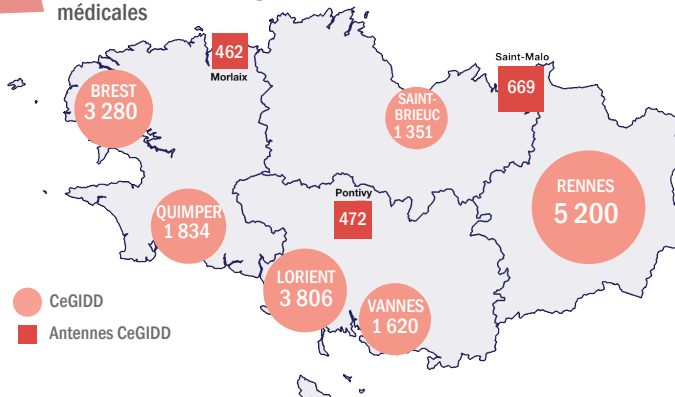 médicales
462
Morlaix
Saint-Malo
669
BREST
3 280
SAINT-
BRIEUC
1 351
RENNES
5 200
Pontivy
472
QUIMPER
1 834
LORIENT
3 806
VANNES
1 620
CeGIDD
Antennes CeGIDD